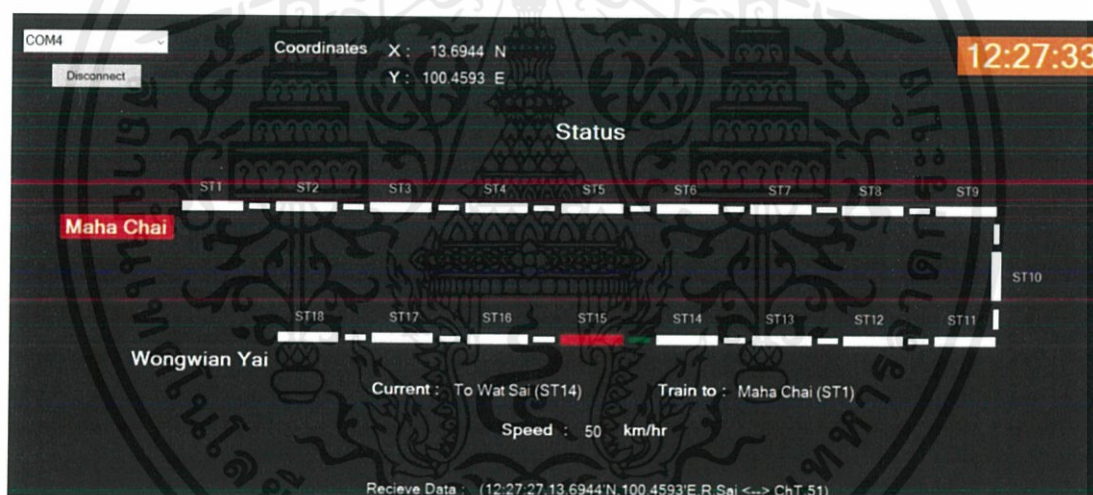 COM4
Disconnect
Coordinates X : 13.6944 N
Y : 100.4593 E
12:27:33
Status
ST1 ST2 ST3 ST4 ST5 ST6 ST7 ST8 ST9
Maha Chai
ST10
ST18 ST17 ST16 ST15 ST14 ST13 ST12 ST11
Wongwian Yai
Current : To Wat Sai (ST14) Train to : Maha Chai (ST1)
Speed : 50 km/hr
Recieve Data : (12:27:27,13.6944'N,100.4593'E,R.Sai <--> ChT,51)